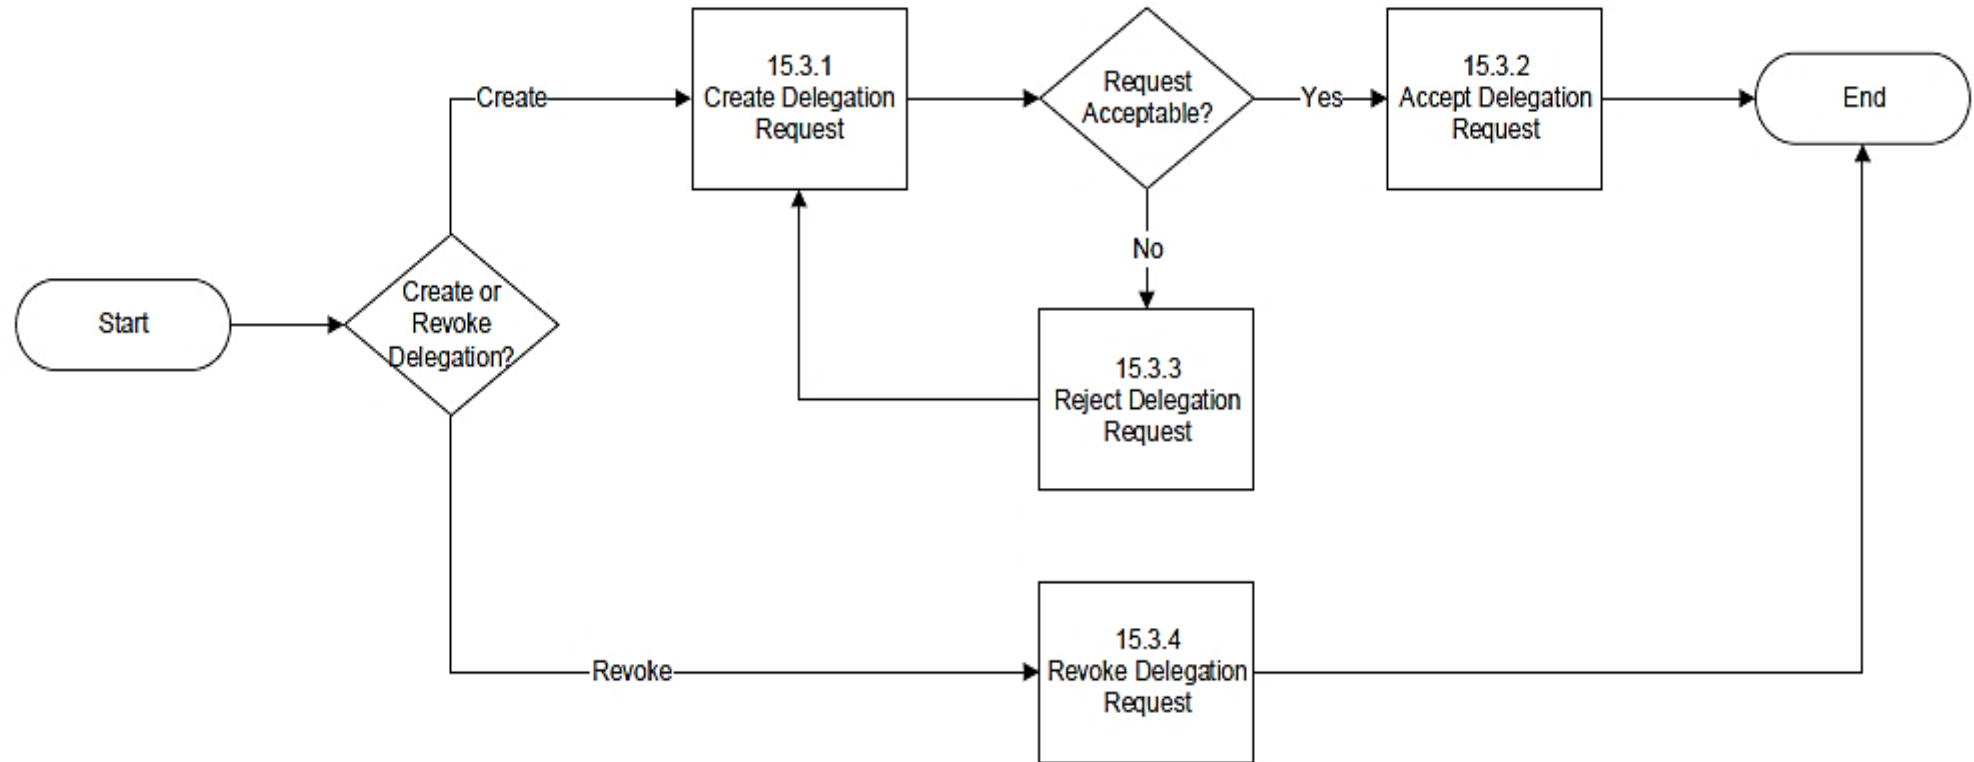 Start
Create or
Revoke
Delegation?
Create
15.3.1
Create Delegation
Request
Request
Acceptable?
Yes
15.3.2
Accept Delegation
Request
End
No
15.3.3
Reject Delegation
Request
Revoke
15.3.4
Revoke Delegation
Request